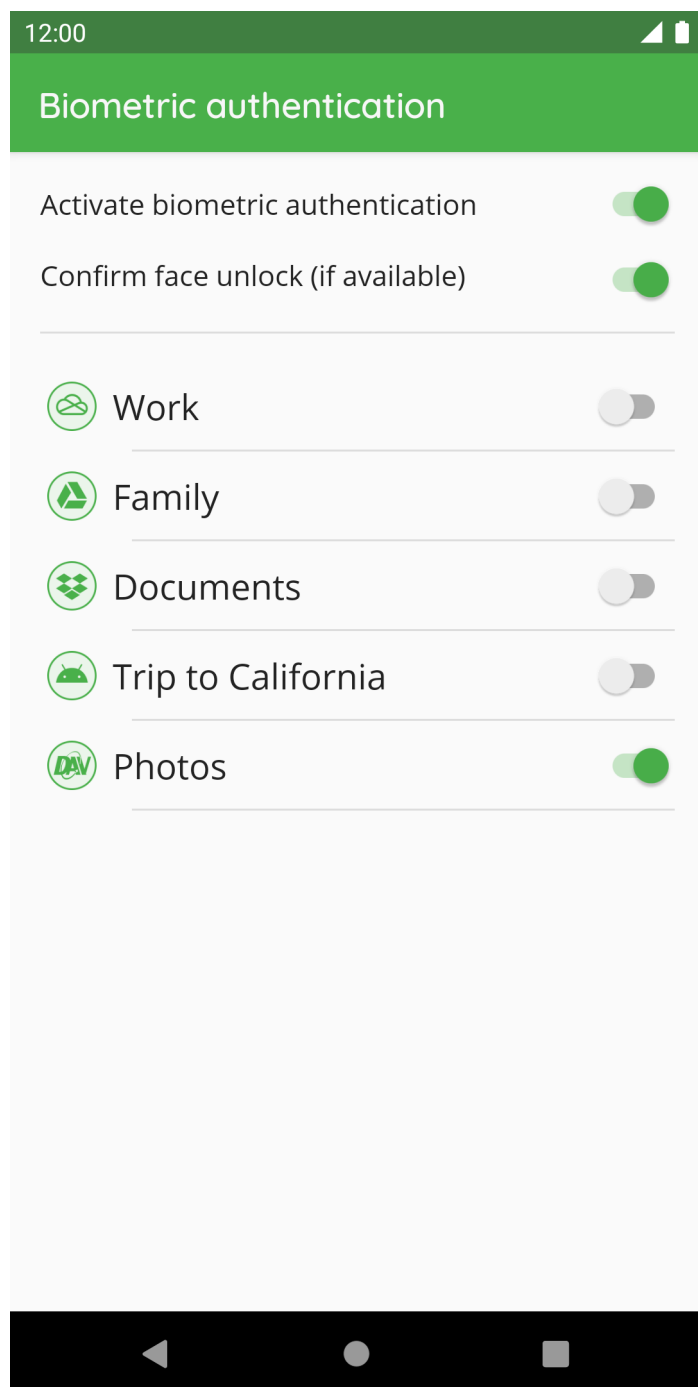 12:00
Biometric authentication
Activate biometric authentication
Confirm face unlock (if available)
Work
Family
Documents
Trip to California
DAV Photos